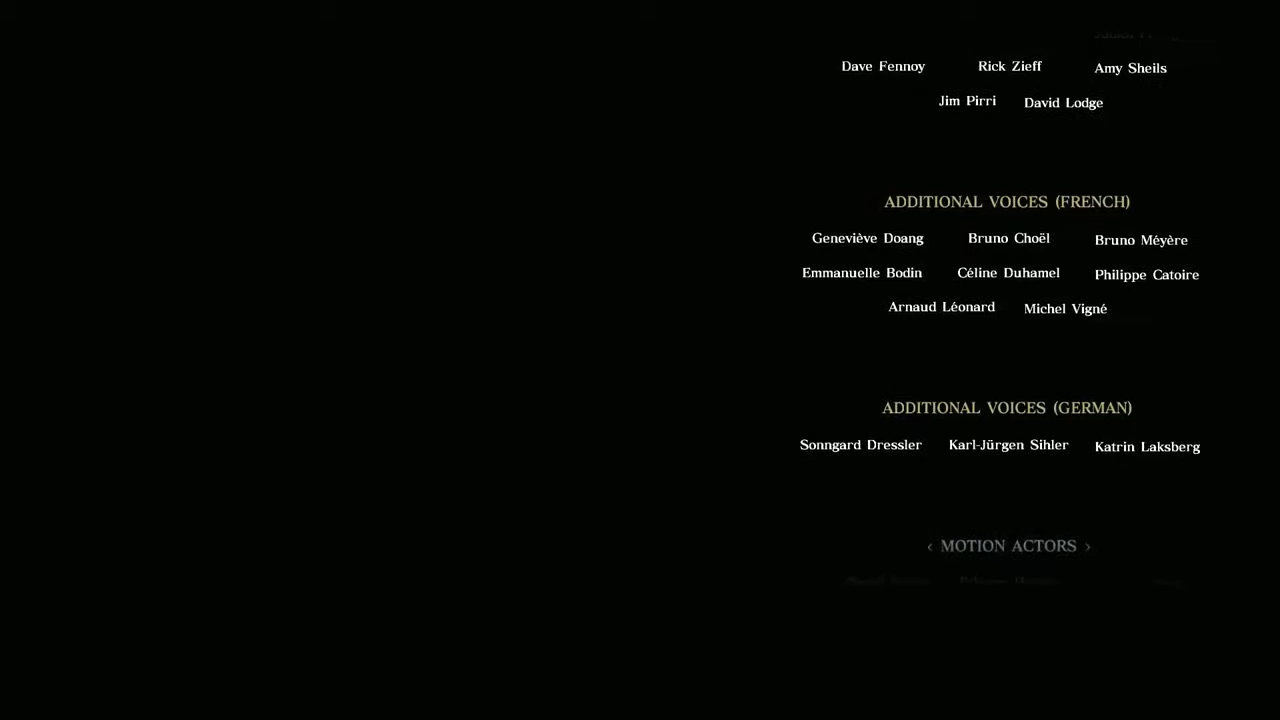 Dave Fennoy Rick Zieff Amy Sheils
Jim Pirri David Lodge
ADDITIONAL VOICES (FRENCH)
Geneviève Doang Bruno Choël Bruno Méyère
Emmanuelle Bodin Céline Duhamel Philippe Catoire
Arnaud Léonard Michel Vigné
ADDITIONAL VOICES (GERMAN)
Sonngard Dressler Karl-Jürgen Sihler Katrin Laksberg
‹ MOTION ACTORS ›